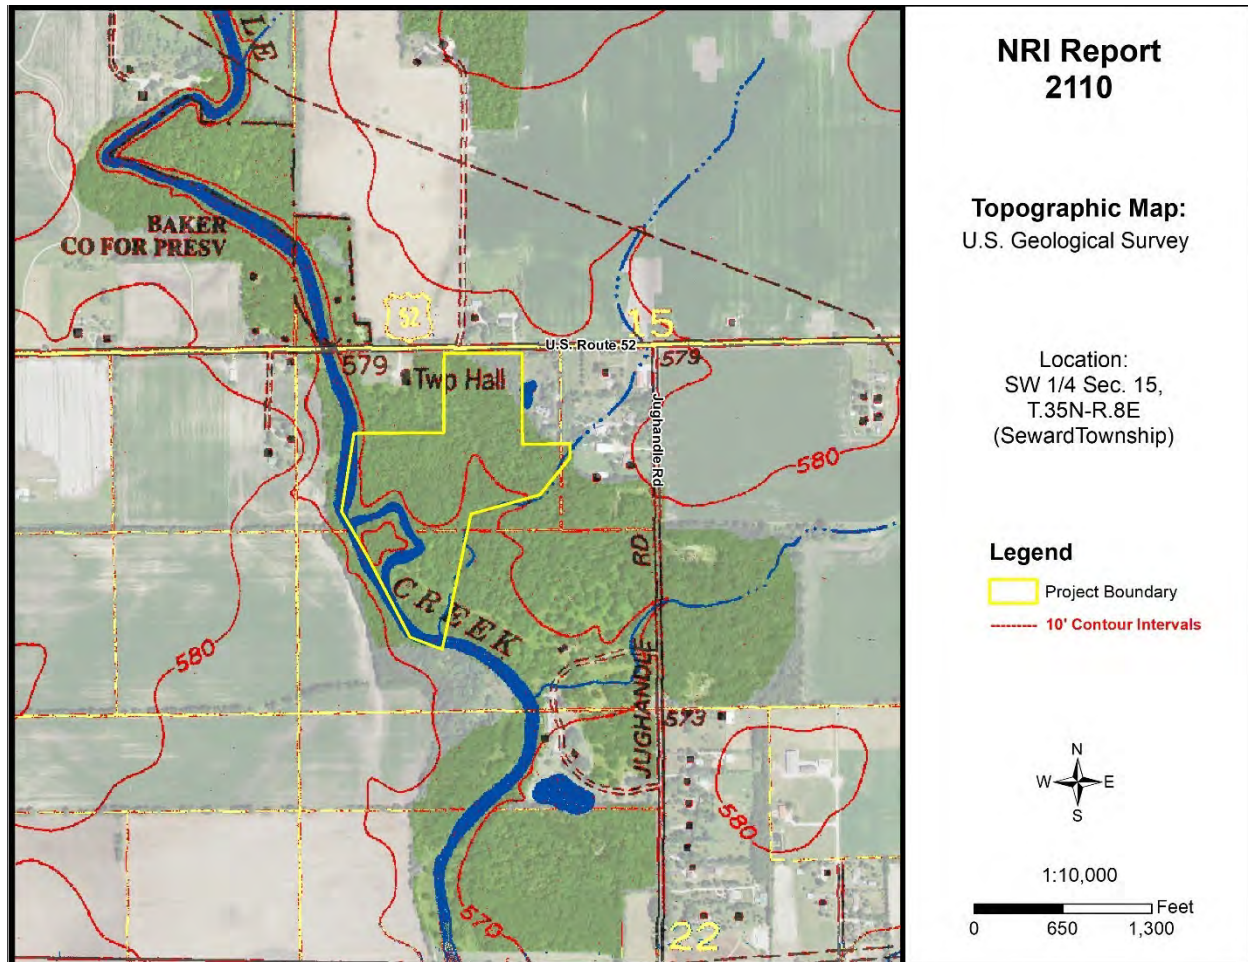 LE
BAKER
CO FOR PRESV
52
15
U.S. Route 52
579
Twp Hall
579
Jughandle Rd
580
CREEK
JUGHANDLE RD
580
573
580
570
22
NRI Report
2110
Topographic Map:
U.S. Geological Survey
Location:
SW 1/4 Sec. 15,
T.35N-R.8E
(SewardTownship)
Legend
Project Boundary
10' Contour Intervals
N
W E
S
1:10,000
Feet
0 650 1,300